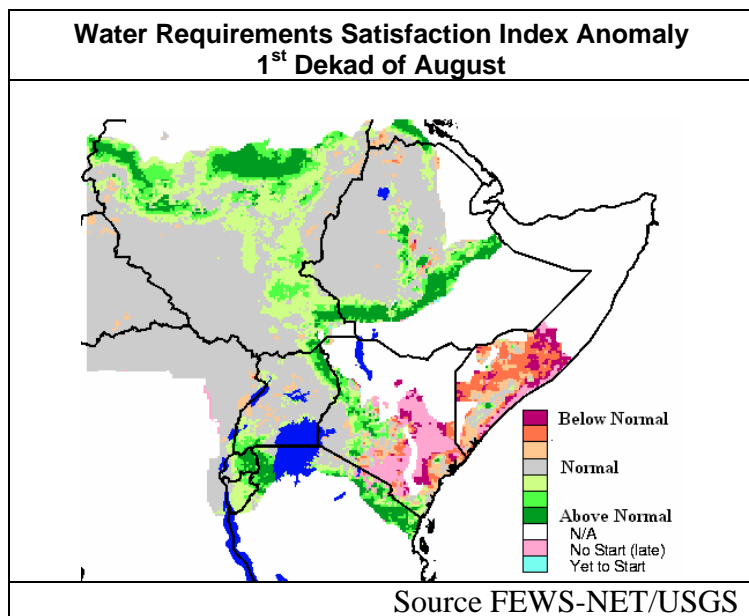 Water Requirements Satisfaction Index Anomaly
1st Dekad of August
Below Normal
Normal
Above Normal
N/A
No Start (late)
Yet to Start
Source FEWS-NET/USGS